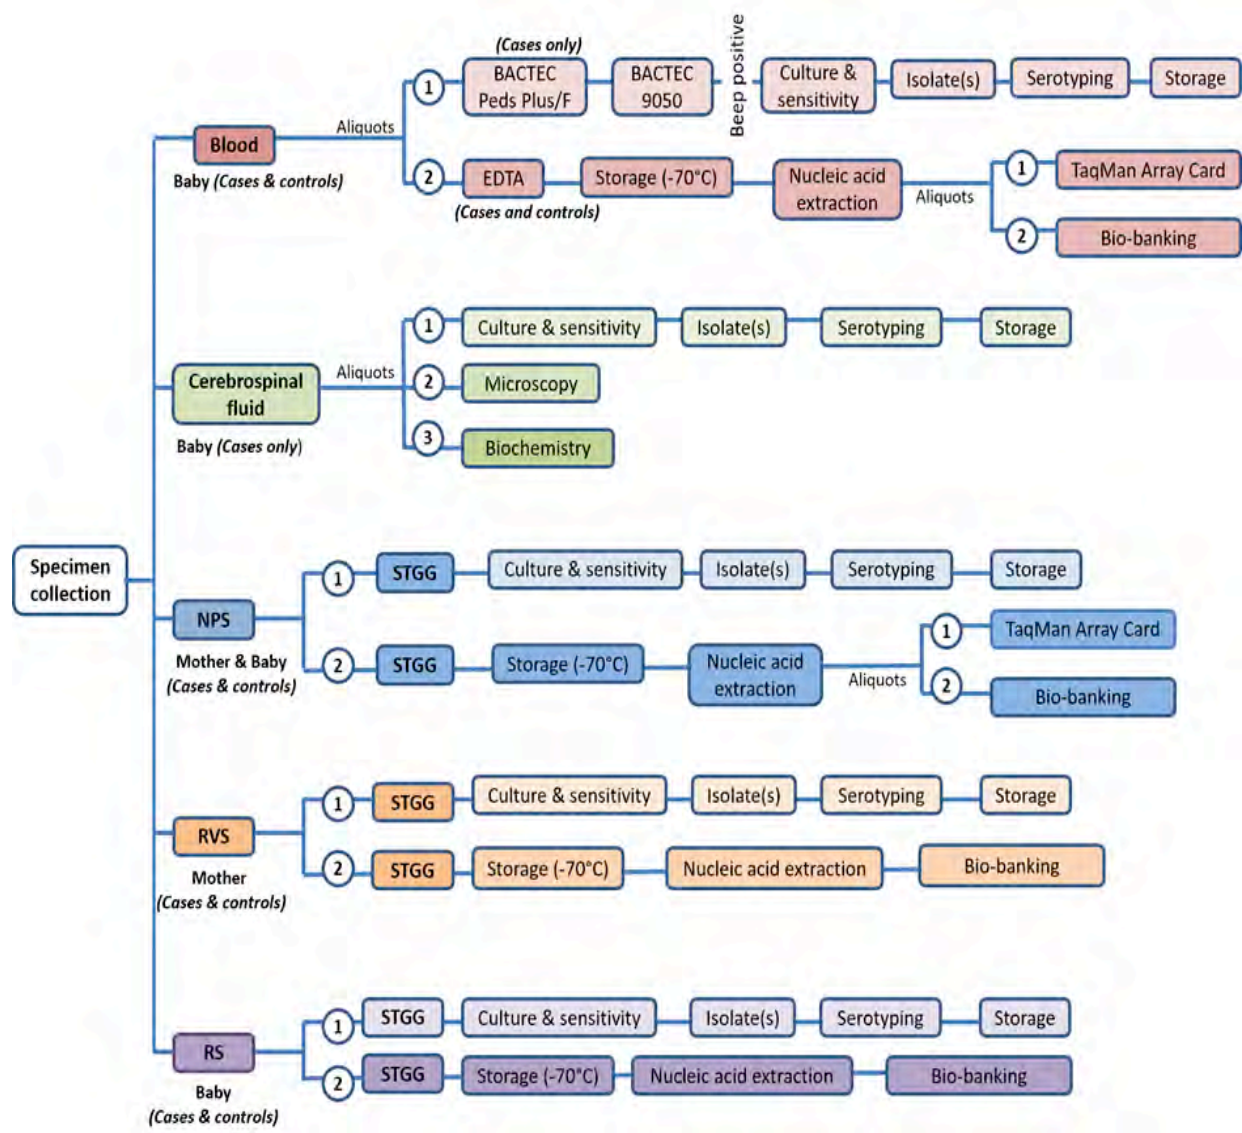 Specimen
collection
Blood
Baby (Cases & controls)
Aliquots
1
(Cases only)
BACTEC
Peds Plus/F
BACTEC
9050
Beep positive
Culture &
sensitivity
Isolate(s)
Serotyping
Storage
2
EDTA
(Cases and controls)
Storage (-70°C)
Nucleic acid
extraction
Aliquots
1
TaqMan Array Card
2
Bio-banking
Cerebrospinal
fluid
Baby (Cases only)
Aliquots
1
Culture & sensitivity
Isolate(s)
Serotyping
Storage
2
Microscopy
3
Biochemistry
NPS
Mother & Baby
(Cases & controls)
1
STGG
Culture & sensitivity
Isolate(s)
Serotyping
Storage
2
STGG
Storage (-70°C)
Nucleic acid
extraction
Aliquots
1
TaqMan Array Card
2
Bio-banking
RVS
Mother
(Cases & controls)
1
STGG
Culture & sensitivity
Isolate(s)
Serotyping
Storage
2
STGG
Storage (-70°C)
Nucleic acid extraction
Bio-banking
RS
Baby
(Cases & controls)
1
STGG
Culture & sensitivity
Isolate(s)
Serotyping
Storage
2
STGG
Storage (-70°C)
Nucleic acid extraction
Bio-banking